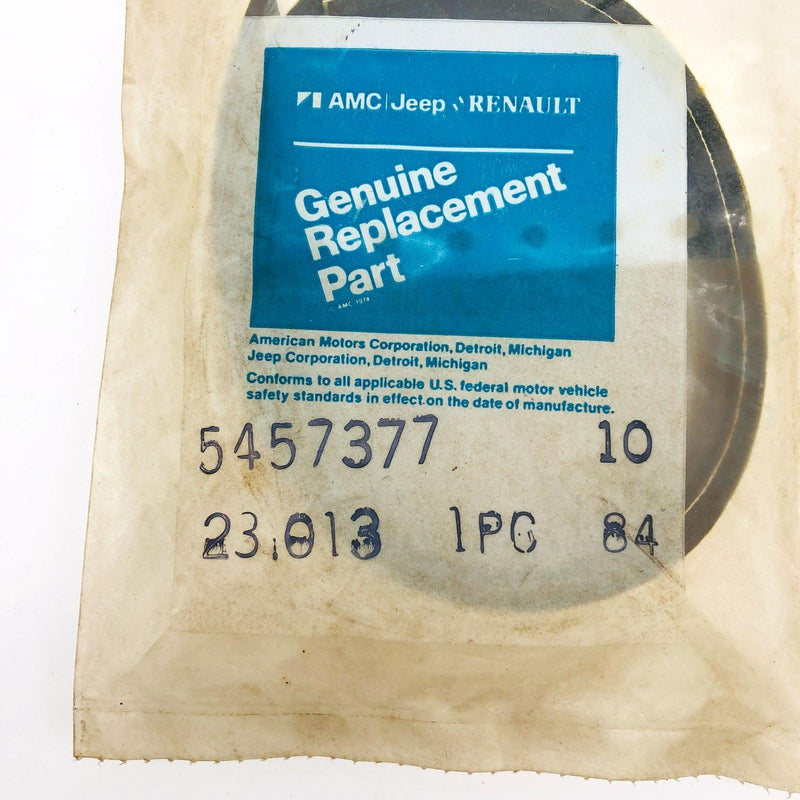 AMC Jeep RENAULT
Genuine
Replacement
Part
© AMC 1974
American Motors Corporation, Detroit, Michigan
Jeep Corporation, Detroit, Michigan
Conforms to all applicable U.S. federal motor vehicle
safety standards in effect on the date of manufacture.
5457377 10
23.013 1PC 84